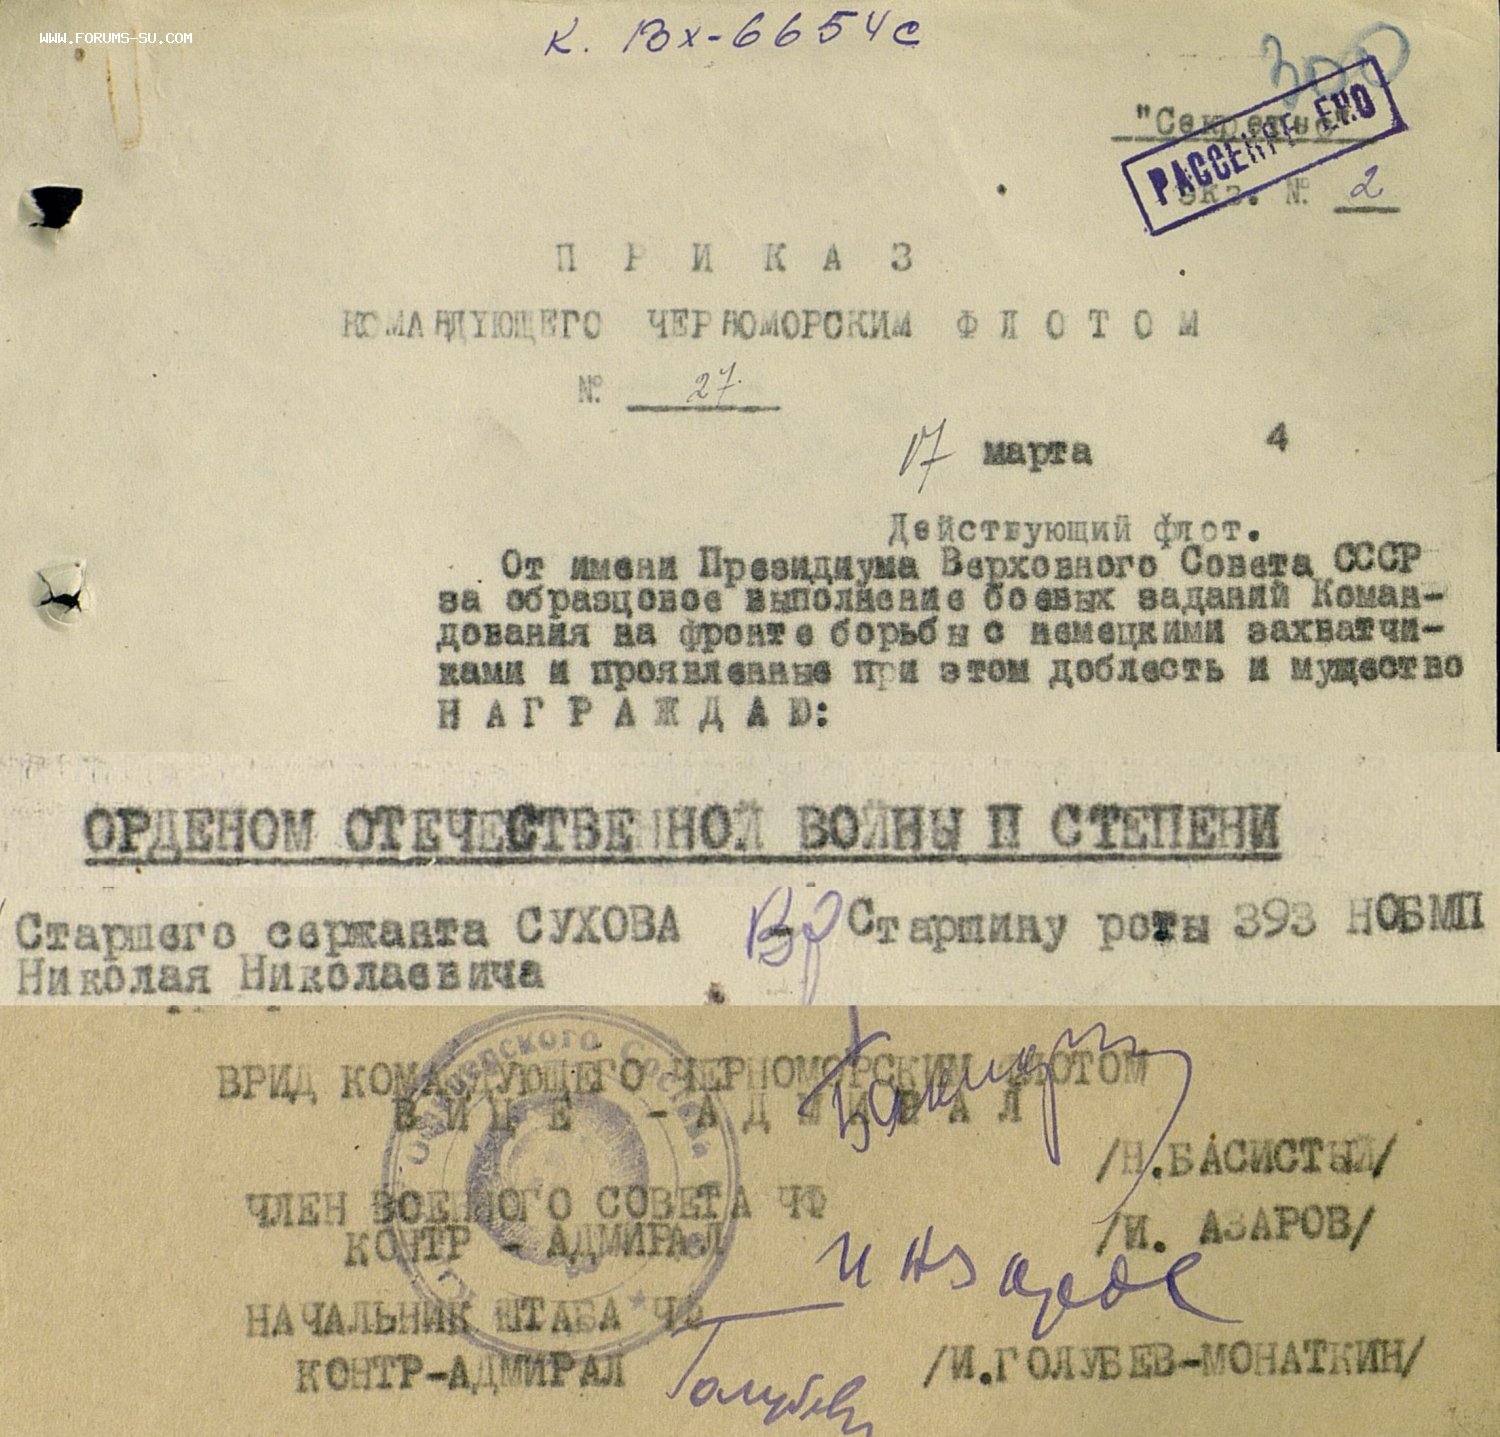 WWW.FORUMS-SU.COM
К. Вх-6654с
300
"Секретно"
РАССЕКРЕЧЕНО
Экз. № 2
П Р И К А З
КОМАНДУЮЩЕГО ЧЕРНОМОРСКИМ Ф Л О Т О М
№ 27.
17 марта 4
Действующий флот.
От имени Президиума Верховного Совета СССР
за образцовое выполнение боевых заданий Коман-
дования на фронте борьбы с немецкими захватчи-
ками и проявленные при этом доблесть и мущество
Н А Г Р А Ж Д А Ю:
ОРДЕНОМ ОТЕЧЕСТВЕННОЙ ВОЙНЫ П СТЕПЕНИ
Старшего сержанта СУХОВА Старшину роты 393 НОБМП
Николая Николаевича
ВРИД КОМАНДУЮЩЕГО ЧЕРНОМОРСКИМ ФЛОТОМ
В И Ц Е - А Д М И Р А Л
/Н.БАСИСТЫЙ/
ЧЛЕН ВОЕННОГО СОВЕТА ЧФ
КОНТР - АДМИРАЛ /И. АЗАРОВ/
И Азаров
НАЧАЛЬНИК ШТАБА ЧФ
КОНТР-АДМИРАЛ /И.ГОЛУБЕВ-МОНАТКИН/
Голубев